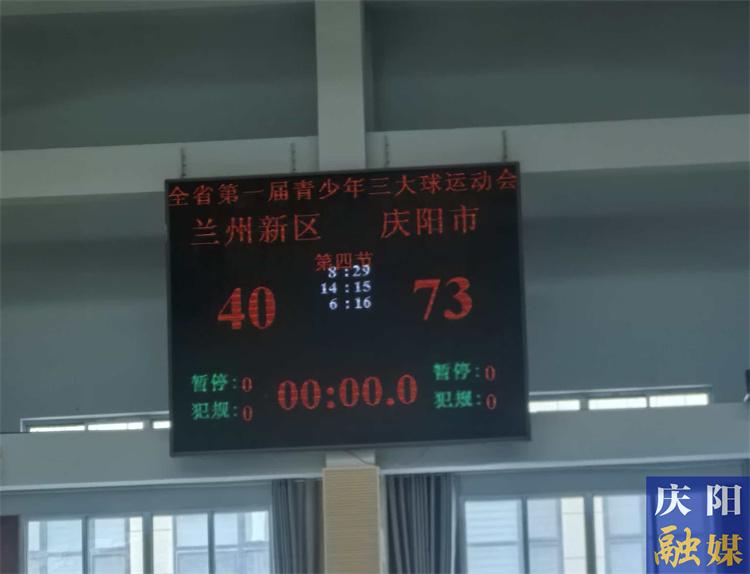 全省第一届青少年三大球运动会
兰州新区 庆阳市
第四节
8:29
14:15
6:16
40 73
暂停:0 暂停:0
犯规:0 00:00.0 犯规:0
庆阳
融媒